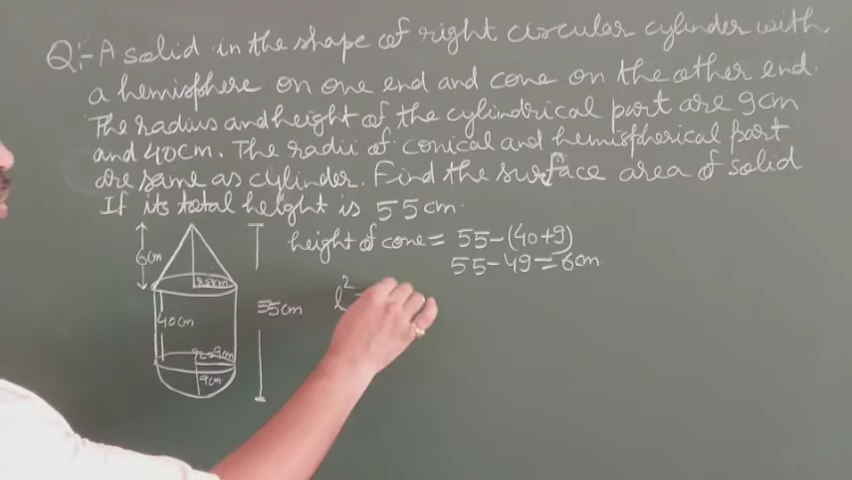 Q:-A solid in the shape of right circular cylinder with
a hemisphere on one end and cone on the other end.
The radius and height of the cylindrical part are 9cm
and 40cm. The radii of conical and hemispherical part
are same as cylinder. Find the surface area of solid
If its total height is 55cm.
height of cone = 55-(40+9)
55-49=6cm.
6cm
l²
55cm
40cm
r=9cm
9cm